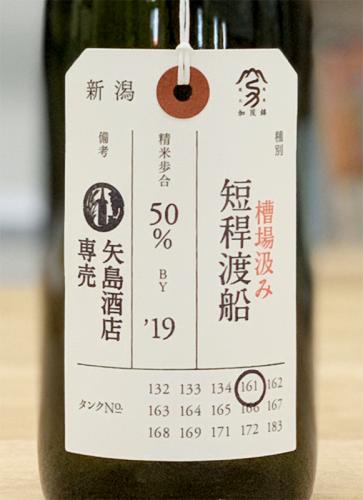 新潟
加茂錦
種別
槽場汲み
短稈渡船
精米歩合
50%
BY
'19
備考
矢島酒店
専売
タンクNo.
132 133 134 161 162
163 164 165 166 167
168 169 171 172 183